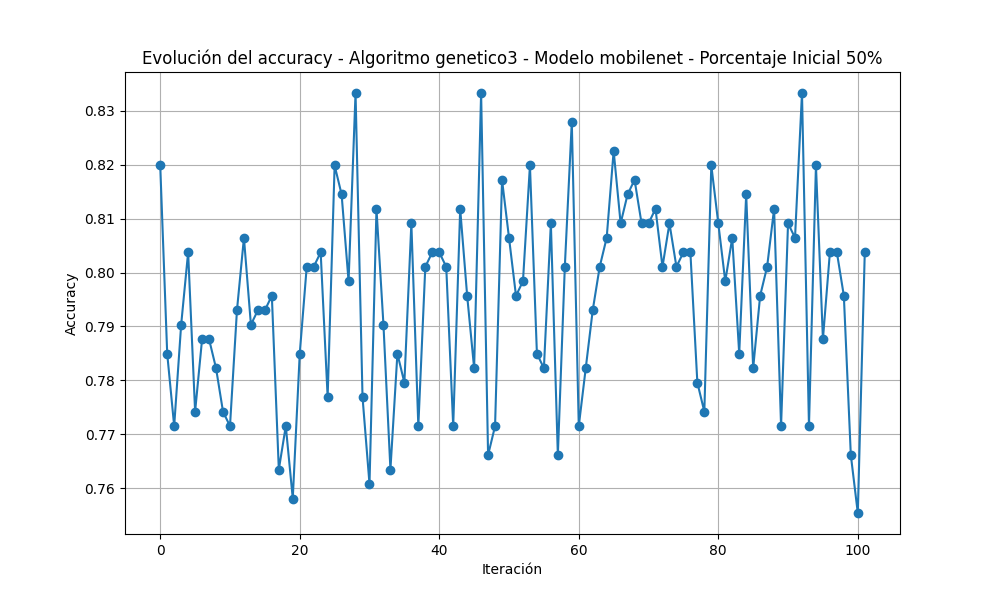 Evolución del accuracy - Algoritmo genetico3 - Modelo mobilenet - Porcentaje Inicial 50%
0.83
0.82
0.81
0.80
0.79
0.78
0.77
0.76
Accuracy
0 20 40 60 80 100
Iteración